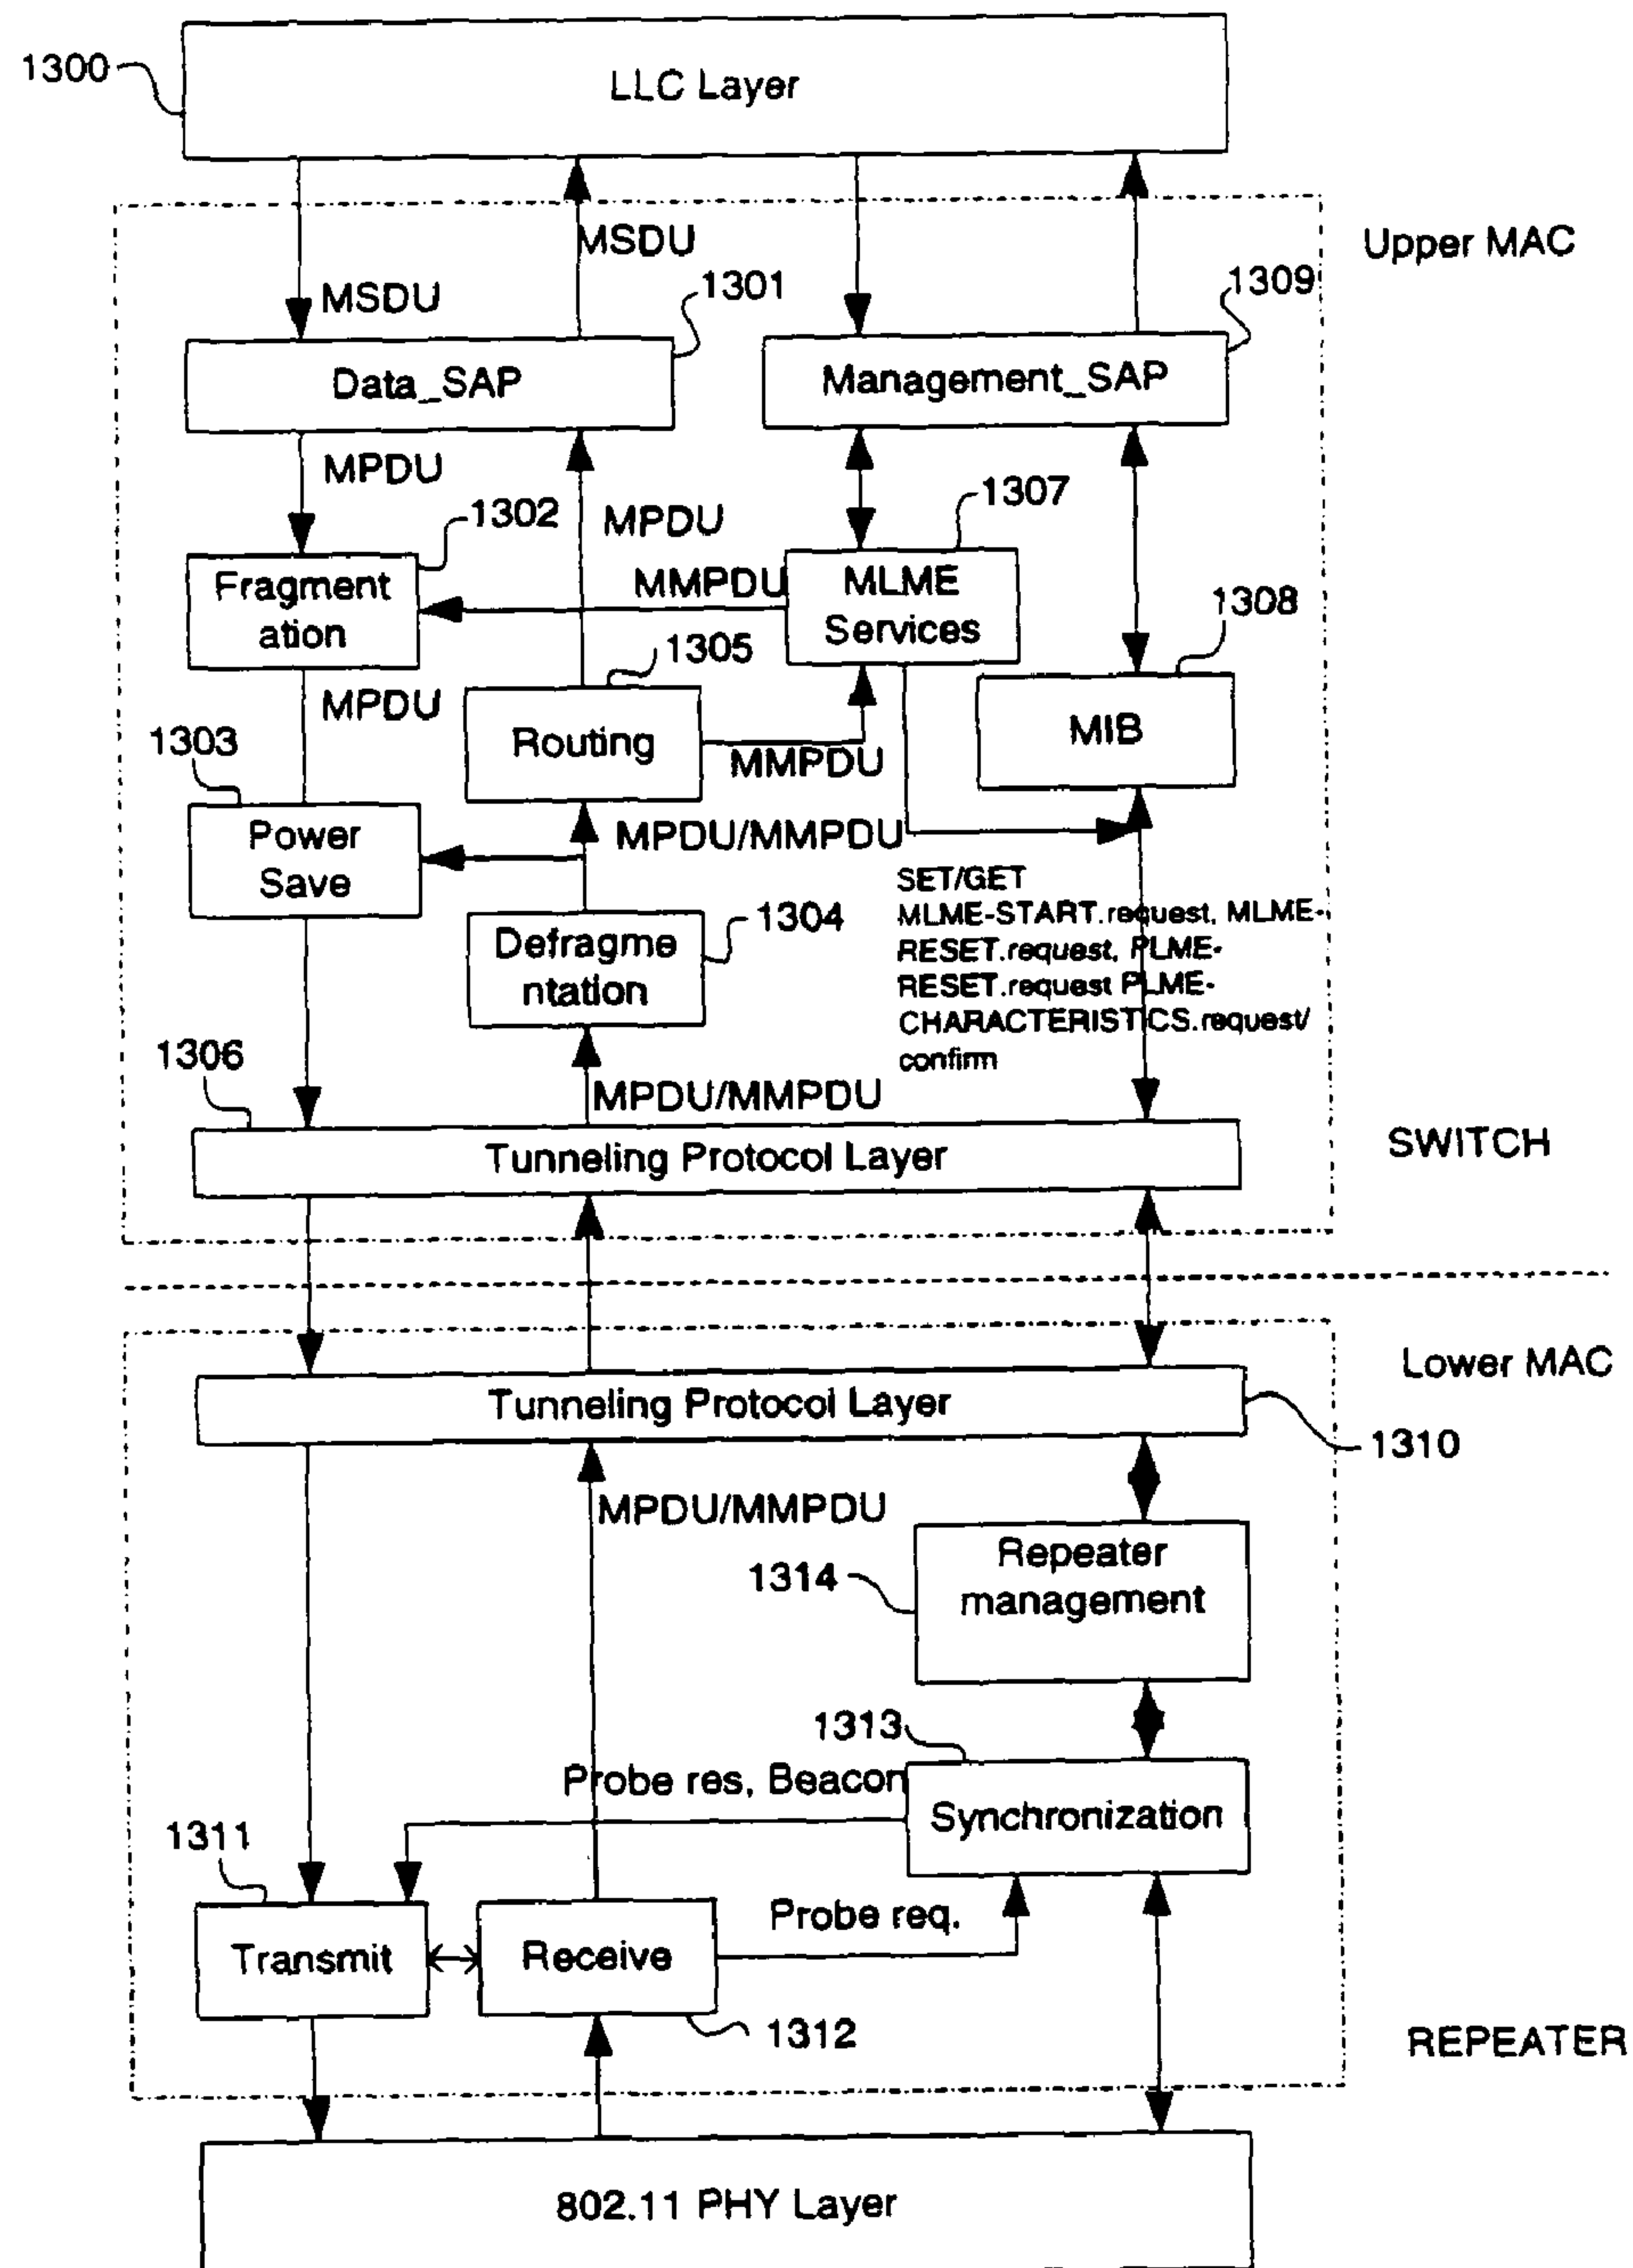 1300
LLC Layer
Upper MAC
MSDU
MSDU
1301
1309
Data_SAP
Management_SAP
MPDU
1302
MPDU
1307
Fragment
ation
MMPDU
MLME
Services
1308
1305
MPDU
1303
Routing
MMPDU
MIB
Power
Save
MPDU/MMPDU
SET/GET
MLME-START.request, MLME-
RESET.request, PLME-
RESET.request PLME-
CHARACTERISTICS.request/
confirm
1304
Defragme
ntation
1306
MPDU/MMPDU
Tunneling Protocol Layer
SWITCH
Lower MAC
Tunneling Protocol Layer
1310
MPDU/MMPDU
Repeater
management
1314
1313
Probe res, Beacon
Synchronization
1311
Probe req.
Transmit
Receive
1312
REPEATER
802.11 PHY Layer